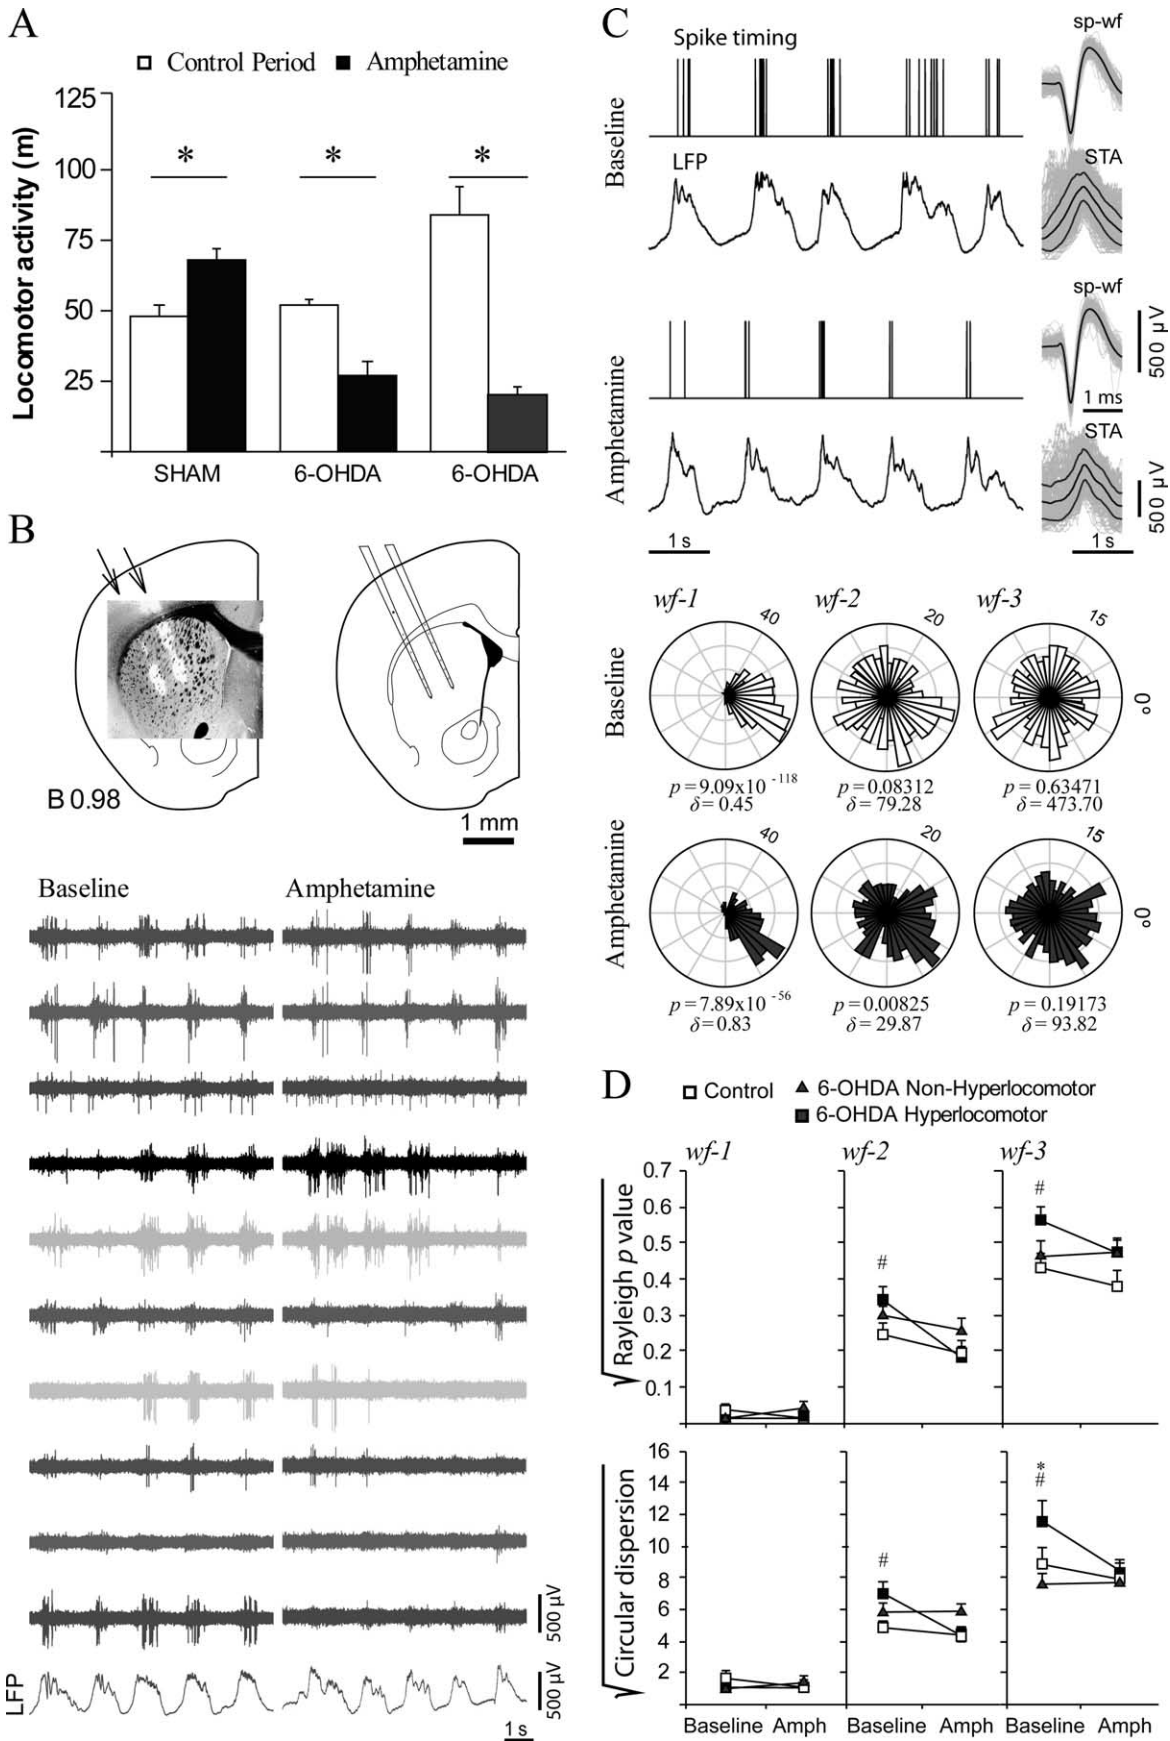 A
Control Period Amphetamine
Locomotor activity (m)
125
100
75
50
25
* * *
SHAM 6-OHDA 6-OHDA
B
B 0.98
1 mm
Baseline Amphetamine
500 µV
LFP
500 µV
1 s
C
Baseline
Spike timing
sp-wf
LFP
STA
Amphetamine
sp-wf
500 µV
1 ms
STA
500 µV
1 s 1 s
wf-1 wf-2 wf-3
Baseline
40 20 15
0°
p = 9.09x10 -118 p = 0.08312 p = 0.63471
δ = 0.45 δ = 79.28 δ = 473.70
Amphetamine
40 20 15
0°
p = 7.89x10 -56 p = 0.00825 p = 0.19173
δ = 0.83 δ = 29.87 δ = 93.82
D
Control 6-OHDA Non-Hyperlocomotor
6-OHDA Hyperlocomotor
wf-1 wf-2 wf-3
√Rayleigh p value
0.7
0.6
0.5
0.4
0.3
0.2
0.1
# #
√Circular dispersion
16
14
12
10
8
6
4
2
#
*
#
Baseline Amph Baseline Amph Baseline Amph